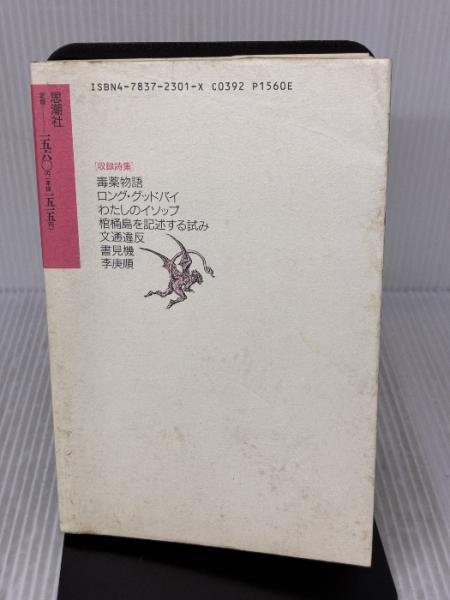 ISBN4-7837-2301-X C0392 P1560E
思潮社
定価——一五六〇円(本体一五一五円)
[収録詩集]
毒薬物語
ロング・グッドバイ
わたしのイソップ
棺桶島を記述する試み
文通違反
書見機
李庚順